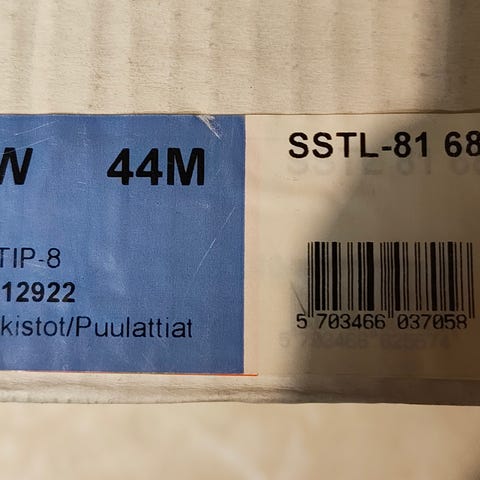 W 44M
SSTL-81 68
TIP-8
12922
kistot/Puulattiat
5 703466 037058